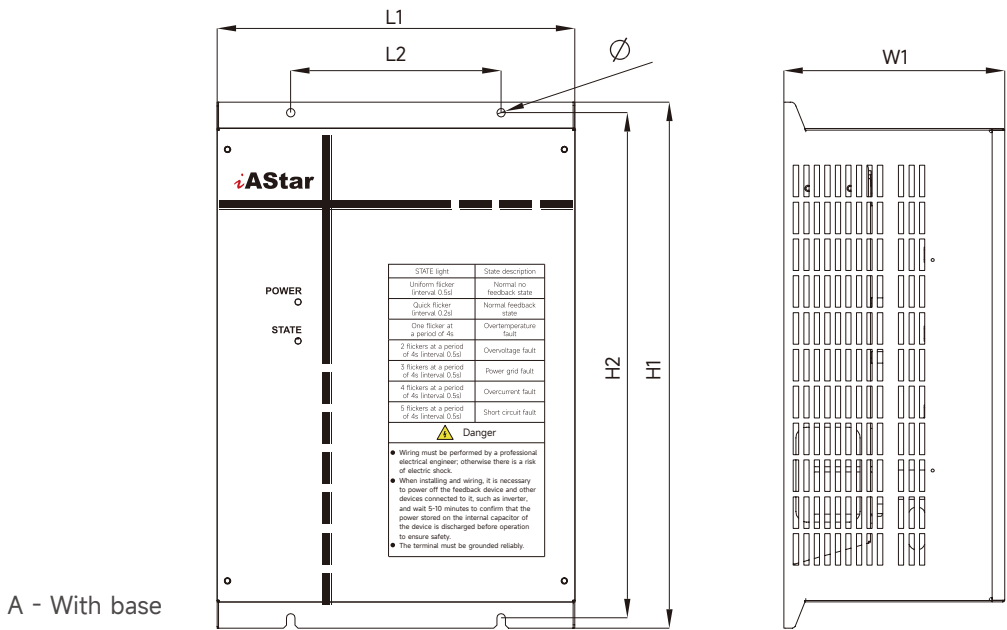 L1
L2
Ø
W1
iAStar
POWER
STATE
STATE light State description
Uniform flicker
(interval 0.5s)
Normal no
feedback state
Quick flicker
(interval 0.2s)
Normal feedback
state
One flicker at
a period of 4s
Overtemperature
fault
2 flickers at a period
of 4s (interval 0.5s)
Overvoltage fault
3 flickers at a period
of 4s (interval 0.5s)
Power grid fault
4 flickers at a period
of 4s (interval 0.5s)
Overcurrent fault
5 flickers at a period
of 4s (interval 0.5s)
Short circuit fault
Danger
● Wiring must be performed by a professional
electrical engineer; otherwise there is a risk
of electric shock.
● When installing and wiring, it is necessary
to power off the feedback device and other
devices connected to it, such as inverter,
and wait 5-10 minutes to confirm that the
power stored on the internal capacitor of
the device is discharged before operation
to ensure safety.
● The terminal must be grounded reliably.
H2
H1
A - With base